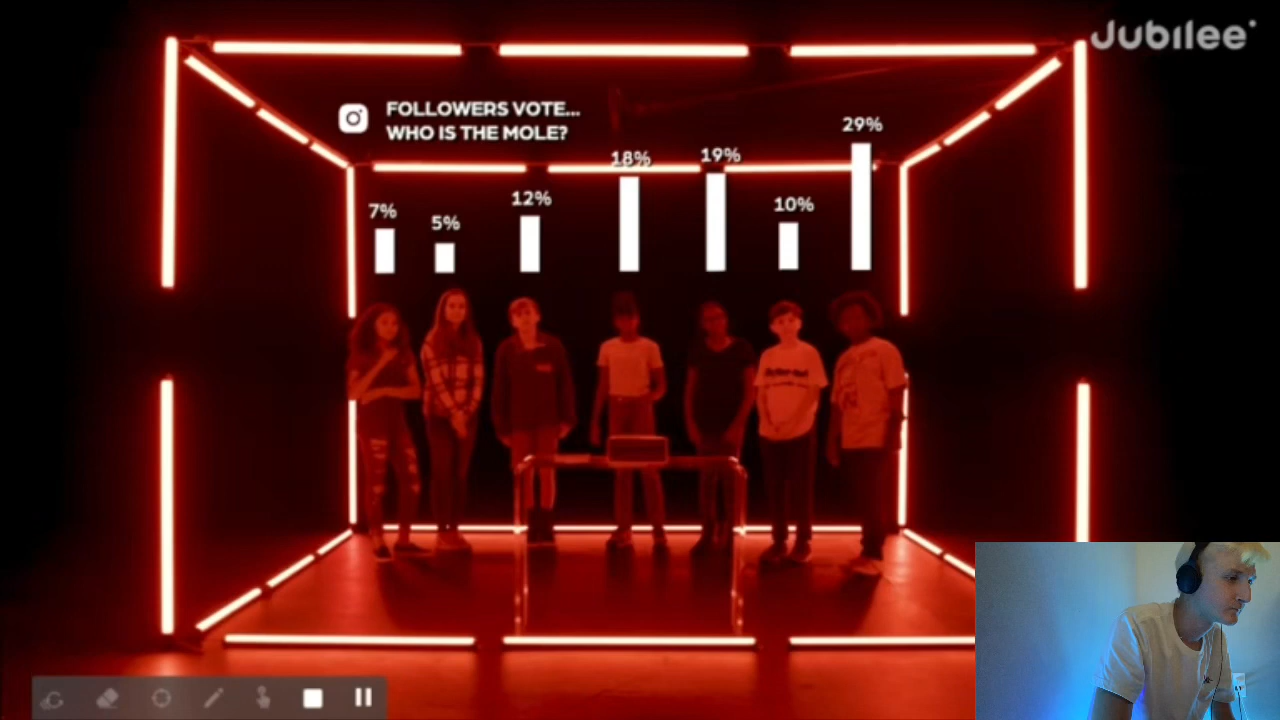 Jubilee
FOLLOWERS VOTE...
WHO IS THE MOLE?
29%
18%
19%
12%
10%
7%
5%